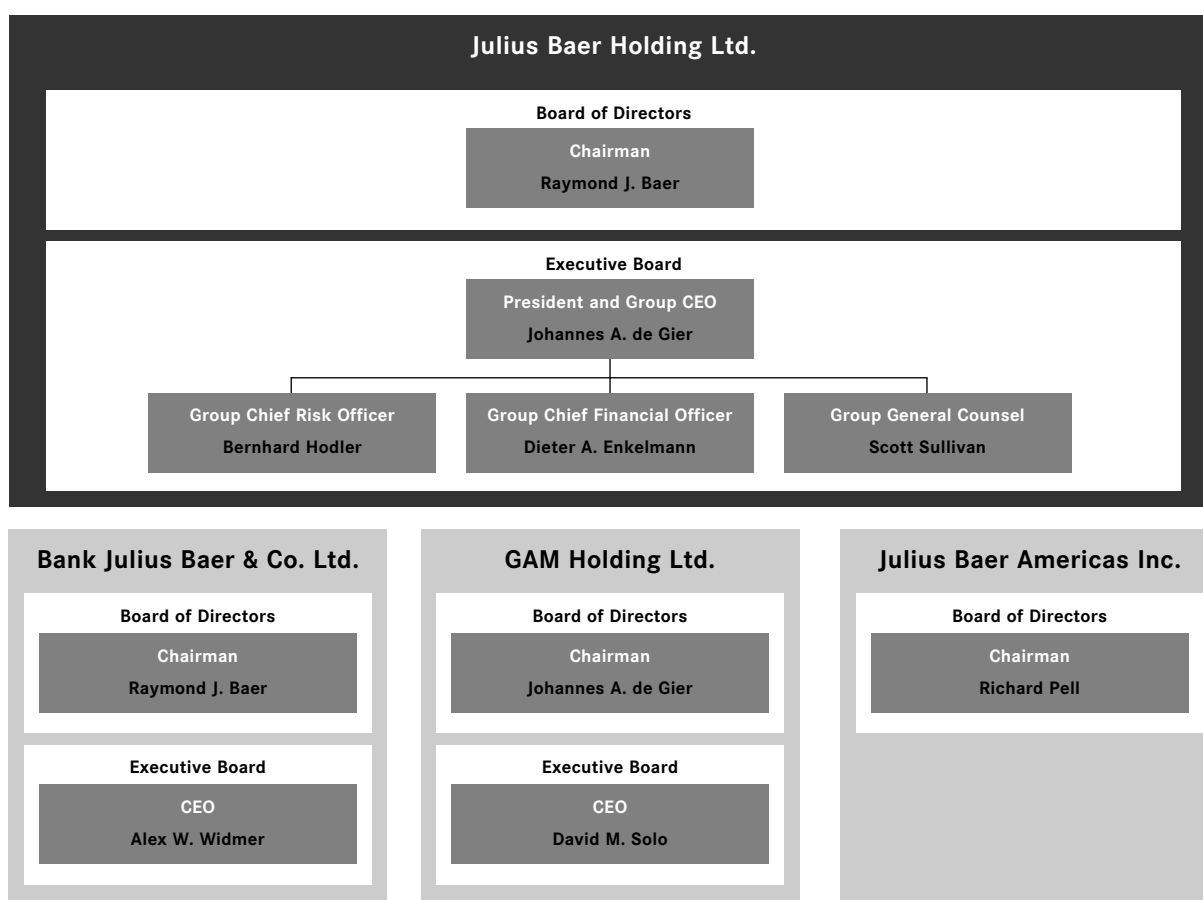 Julius Baer Holding Ltd.
Board of Directors
Chairman
Raymond J. Baer
Executive Board
President and Group CEO
Johannes A. de Gier
Group Chief Risk Officer
Bernhard Hodler
Group Chief Financial Officer
Dieter A. Enkelmann
Group General Counsel
Scott Sullivan
Bank Julius Baer & Co. Ltd.
Board of Directors
Chairman
Raymond J. Baer
Executive Board
CEO
Alex W. Widmer
GAM Holding Ltd.
Board of Directors
Chairman
Johannes A. de Gier
Executive Board
CEO
David M. Solo
Julius Baer Americas Inc.
Board of Directors
Chairman
Richard Pell